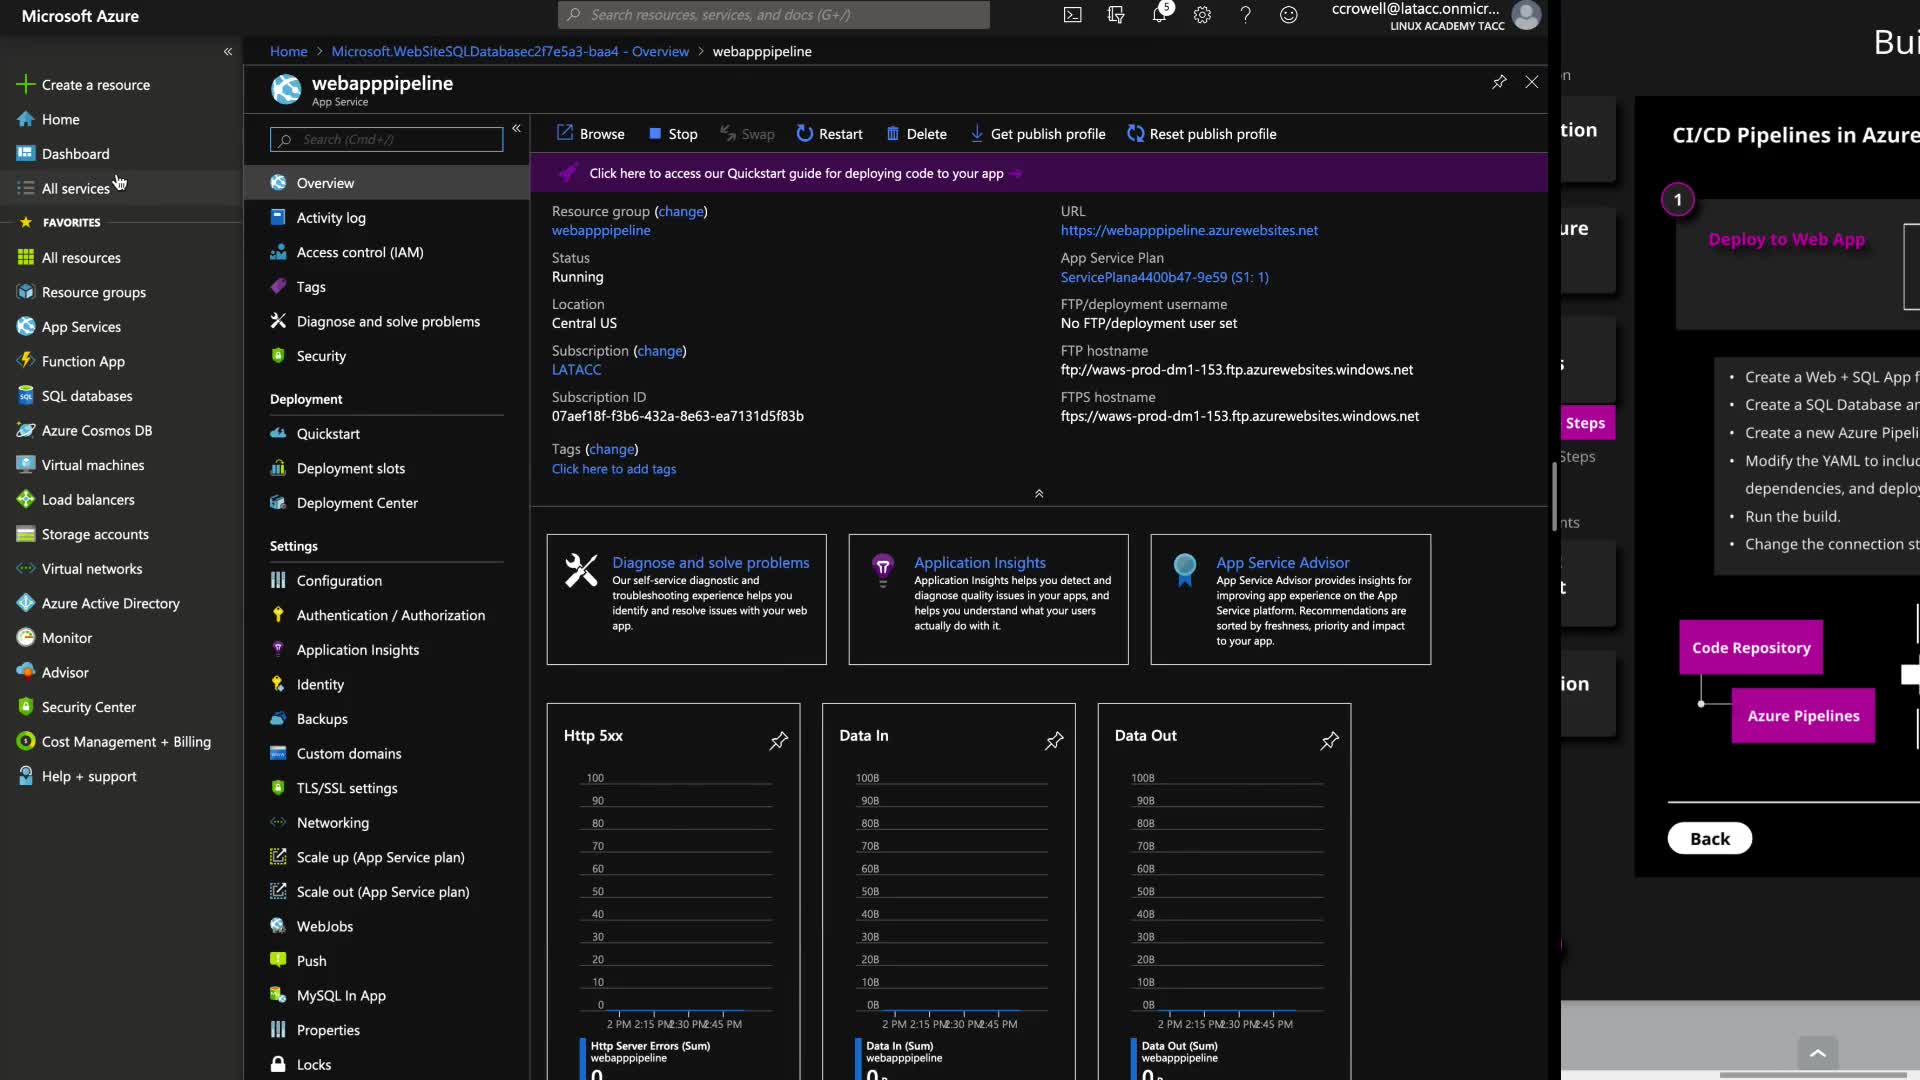 Microsoft Azure
Search resources, services, and docs (G+/)
5
ccrowell@latacc.onmicr...
LINUX ACADEMY TACC
«
Create a resource
Home
Dashboard
All services
FAVORITES
All resources
Resource groups
App Services
Function App
SQL databases
Azure Cosmos DB
Virtual machines
Load balancers
Storage accounts
Virtual networks
Azure Active Directory
Monitor
Advisor
Security Center
Cost Management + Billing
Help + support
Home > Microsoft.WebSiteSQLDatabasec2f7e5a3-baa4 - Overview > webapppipeline
webapppipeline
App Service
Search (Cmd+/)
«
Overview
Activity log
Access control (IAM)
Tags
Diagnose and solve problems
Security
Deployment
Quickstart
Deployment slots
Deployment Center
Settings
Configuration
Authentication / Authorization
Application Insights
Identity
Backups
Custom domains
TLS/SSL settings
Networking
Scale up (App Service plan)
Scale out (App Service plan)
WebJobs
Push
MySQL In App
Properties
Locks
Browse Stop Swap Restart Delete Get publish profile Reset publish profile
Click here to access our Quickstart guide for deploying code to your app →
Resource group (change)
webapppipeline
Status
Running
Location
Central US
Subscription (change)
LATACC
Subscription ID
07aef18f-f3b6-432a-8e63-ea7131d5f83b
Tags (change)
Click here to add tags
URL
https://webapppipeline.azurewebsites.net
App Service Plan
ServicePlana4400b47-9e59 (S1: 1)
FTP/deployment username
No FTP/deployment user set
FTP hostname
ftp://waws-prod-dm1-153.ftp.azurewebsites.windows.net
FTPS hostname
ftps://waws-prod-dm1-153.ftp.azurewebsites.windows.net
Diagnose and solve problems
Our self-service diagnostic and
troubleshooting experience helps you
identify and resolve issues with your web
app.
Application Insights
Application Insights helps you detect and
diagnose quality issues in your apps, and
helps you understand what your users
actually do with it.
App Service Advisor
App Service Advisor provides insights for
improving app experience on the App
Service platform. Recommendations are
sorted by freshness, priority and impact
to your app.
Http 5xx
100
90
80
70
60
50
40
30
20
10
0
2 PM 2:15 PM 2:30 PM 2:45 PM
Http Server Errors (Sum)
webapppipeline
0
Data In
100B
90B
80B
70B
60B
50B
40B
30B
20B
10B
0B
2 PM 2:15 PM 2:30 PM 2:45 PM
Data In (Sum)
webapppipeline
0 B
Data Out
100B
90B
80B
70B
60B
50B
40B
30B
20B
10B
0B
2 PM 2:15 PM 2:30 PM 2:45 PM
Data Out (Sum)
webapppipeline
0 B
Bui
n
tion
ure
s
Steps
Steps
nts
t
ion
CI/CD Pipelines in Azure
1
Deploy to Web App
• Create a Web + SQL App f
• Create a SQL Database an
• Create a new Azure Pipeli
• Modify the YAML to includ
dependencies, and deploy
• Run the build.
• Change the connection st
Code Repository
Azure Pipelines
Back